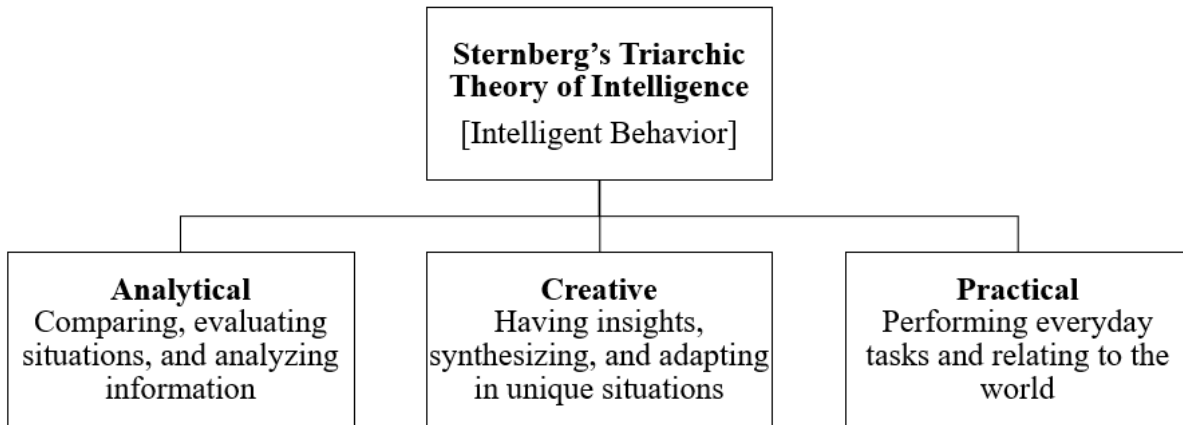 Sternberg’s Triarchic
Theory of Intelligence
[Intelligent Behavior]
Analytical
Comparing, evaluating
situations, and analyzing
information
Creative
Having insights,
synthesizing, and adapting
in unique situations
Practical
Performing everyday
tasks and relating to the
world